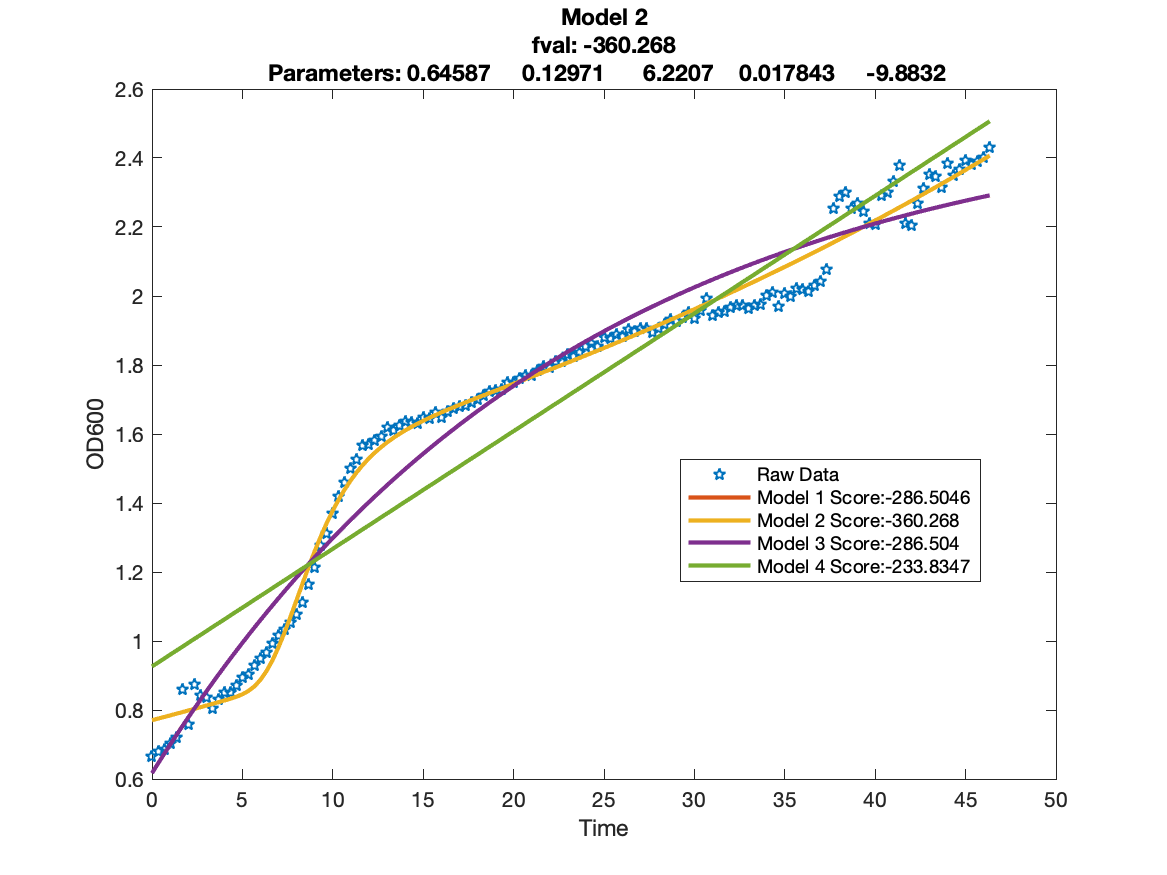 Model 2
fval: -360.268
Parameters: 0.64587 0.12971 6.2207 0.017843 -9.8832
2.6
2.4
2.2
2
1.8
1.6
1.4
1.2
1
0.8
0.6
OD600
Raw Data
Model 1 Score:-286.5046
Model 2 Score:-360.268
Model 3 Score:-286.504
Model 4 Score:-233.8347
0 5 10 15 20 25 30 35 40 45 50
Time